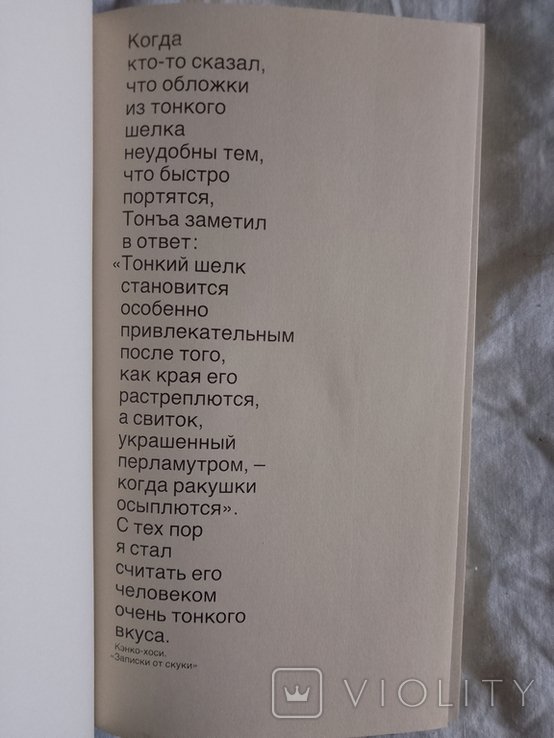 Когда
кто-то сказал,
что обложки
из тонкого
шелка
неудобны тем,
что быстро
портятся,
Тонъа заметил
в ответ:
«Тонкий шелк
становится
особенно
привлекательным
после того,
как края его
растреплются,
а свиток,
украшенный
перламутром, –
когда ракушки
осыплются».
С тех пор
я стал
считать его
человеком
очень тонкого
вкуса.
Кэнко-хоси.
«Записки от скуки»
VIOLITY